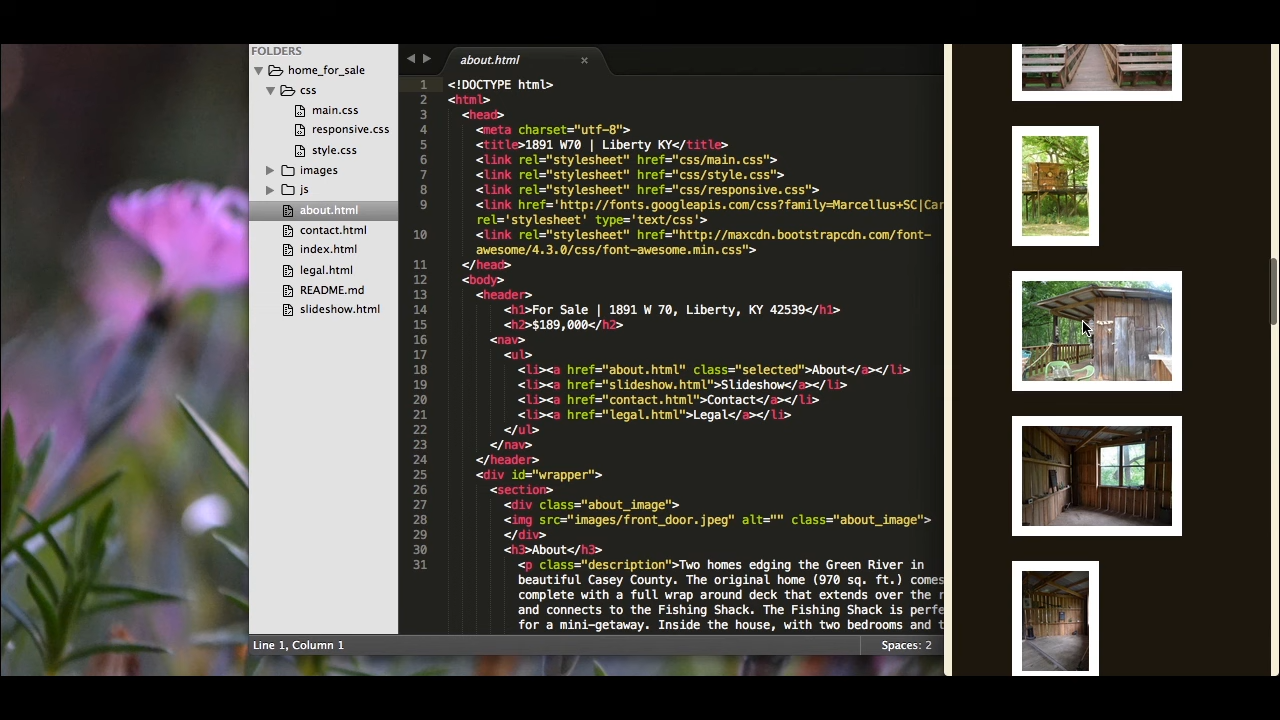 FOLDERS
home_for_sale
css
main.css
responsive.css
style.css
images
js
about.html
contact.html
index.html
legal.html
README.md
slideshow.html
about.html
1 <!DOCTYPE html>
2 <html>
3 <head>
4 <meta charset="utf-8">
5 <title>1891 W70 | Liberty KY</title>
6 <link rel="stylesheet" href="css/main.css">
7 <link rel="stylesheet" href="css/style.css">
8 <link rel="stylesheet" href="css/responsive.css">
9 <link href='http://fonts.googleapis.com/css?family=Marcellus+SC|Car
rel='stylesheet' type='text/css'>
10 <link rel="stylesheet" href="http://maxcdn.bootstrapcdn.com/font-
awesome/4.3.0/css/font-awesome.min.css">
11 </head>
12 <body>
13 <header>
14 <h1>For Sale | 1891 W 70, Liberty, KY 42539</h1>
15 <h2>$189,000</h2>
16 <nav>
17 <ul>
18 <li><a href="about.html" class="selected">About</a></li>
19 <li><a href="slideshow.html">Slideshow</a></li>
20 <li><a href="contact.html">Contact</a></li>
21 <li><a href="legal.html">Legal</a></li>
22 </ul>
23 </nav>
24 </header>
25 <div id="wrapper">
26 <section>
27 <div class="about_image">
28 <img src="images/front_door.jpeg" alt="" class="about_image">
29 </div>
30 <h3>About</h3>
31 <p class="description">Two homes edging the Green River in
beautiful Casey County. The original home (970 sq. ft.) comes
complete with a full wrap around deck that extends over the r
and connects to the Fishing Shack. The Fishing Shack is perfe
for a mini-getaway. Inside the house, with two bedrooms and t
Line 1, Column 1
Spaces: 2